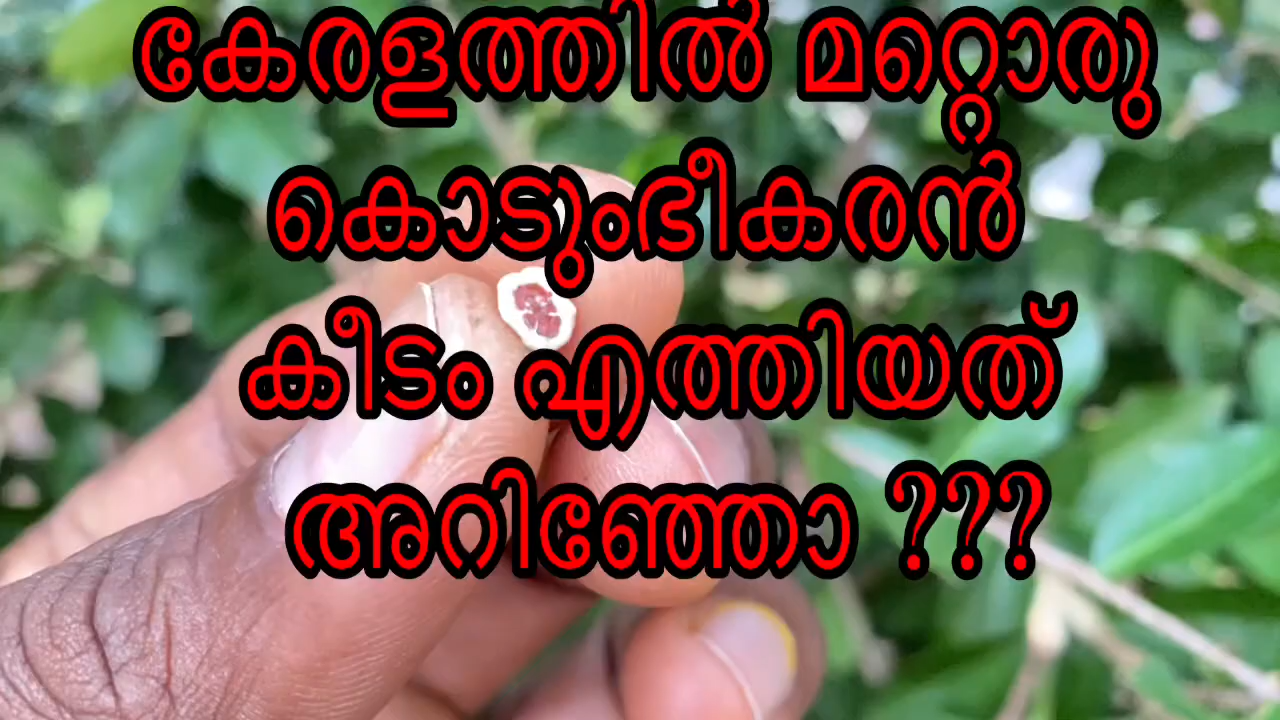 കേരളത്തിൽ മറ്റൊരു
കൊടുംഭീകരൻ
കീടം എത്തിയത്
അറിഞ്ഞോ ???